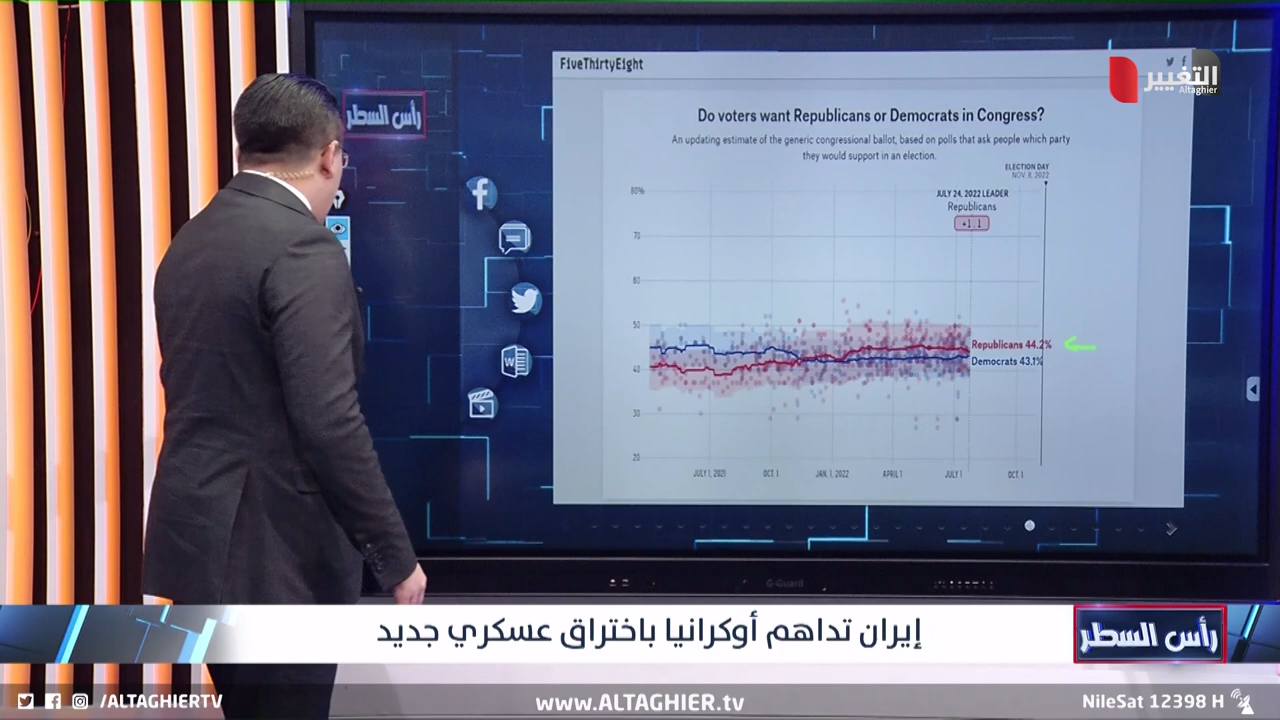 FiveThirtyEight
التغيير
Altaghier
رأس السطر
Do voters want Republicans or Democrats in Congress?
An updating estimate of the generic congressional ballot, based on polls that ask people which party
they would support in an election.
ELECTION DAY
NOV. 8, 2022
JULY 24, 2022 LEADER
Republicans
+1.1
80%
70
60
50
40
30
20
Republicans 44.2%
Democrats 43.1%
JULY 1, 2021
OCT. 1
JAN. 1, 2022
APRIL 1
JULY 1
OCT. 1
W
G-Guard
إيران تداهم أوكرانيا باختراق عسكري جديد
رأس السطر
/ALTAGHIERTV
www.ALTAGHIER.tv
NileSat 12398 H